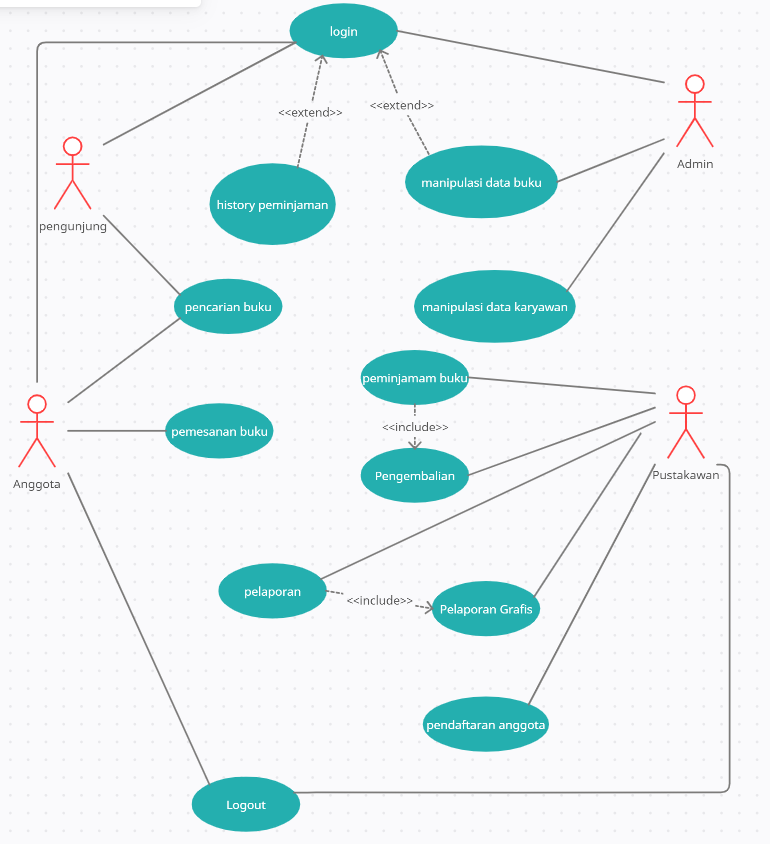 login
<<extend>>
<<extend>>
Admin
manipulasi data buku
history peminjaman
pengunjung
pencarian buku
manipulasi data karyawan
peminjamam buku
<<include>>
pemesanan buku
Pengembalian
Pustakawan
Anggota
pelaporan
<<include>>
Pelaporan Grafis
pendaftaran anggota
Logout